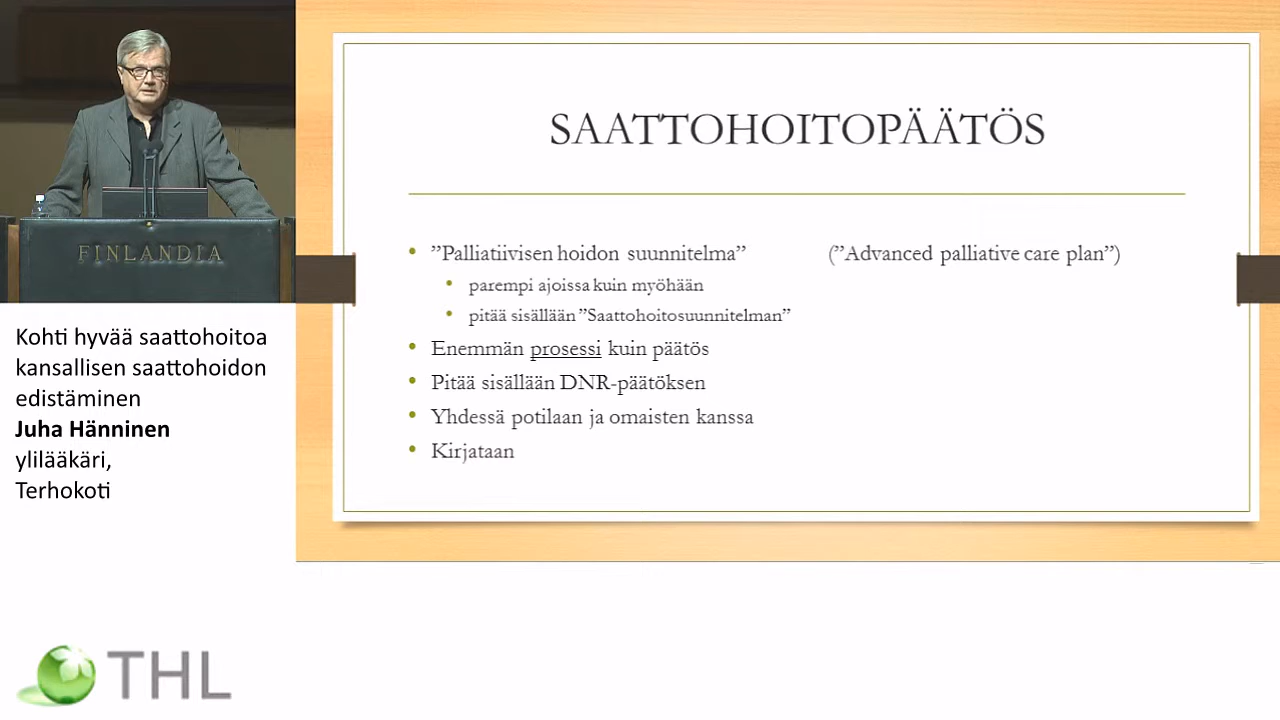 FINLANDIA
Kohti hyvää saattohoitoa
kansallisen saattohoidon
edistäminen
Juha Hänninen
ylilääkäri,
Terhokoti
THL
SAATTOHOITOPÄÄTÖS
• ”Palliatiivisen hoidon suunnitelma” (”Advanced palliative care plan”)
• parempi ajoissa kuin myöhään
• pitää sisällään ”Saattohoitosuunnitelman”
• Enemmän prosessi kuin päätös
• Pitää sisällään DNR-päätöksen
• Yhdessä potilaan ja omaisten kanssa
• Kirjataan